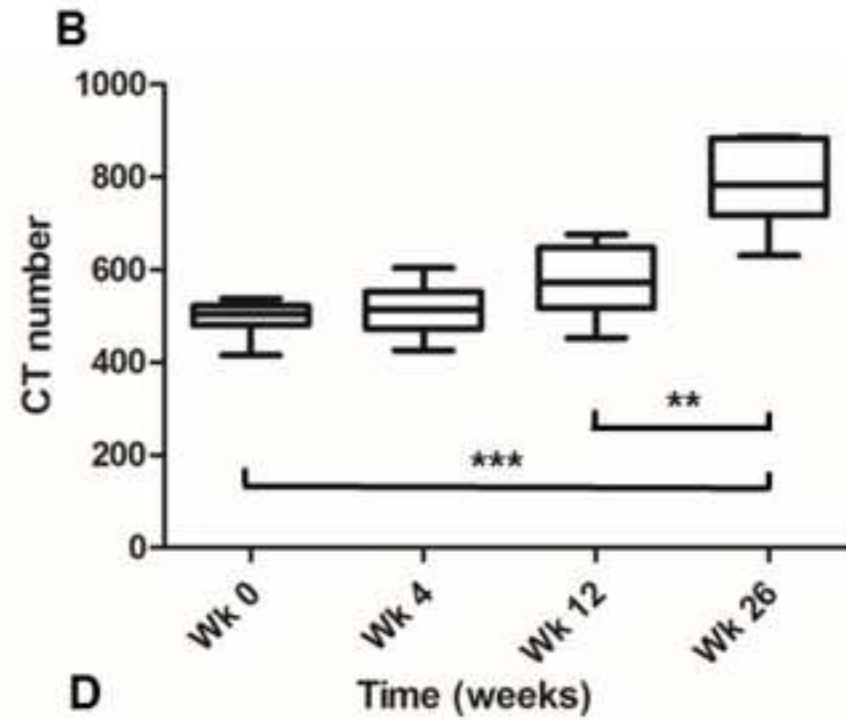 B
1000
800
600
400
200
0
CT number
**
***
Wk 0
Wk 4
Wk 12
Wk 26
Time (weeks)
D